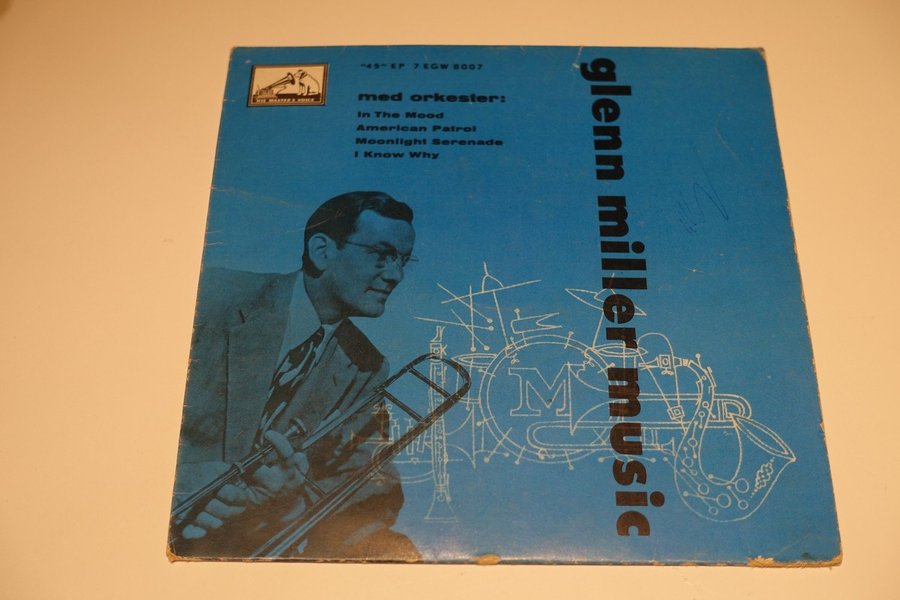 "45" EP 7 EGW 8007
HIS MASTER'S VOICE
med orkester:
In The Mood
American Patrol
Moonlight Serenade
I Know Why
glenn miller music
M